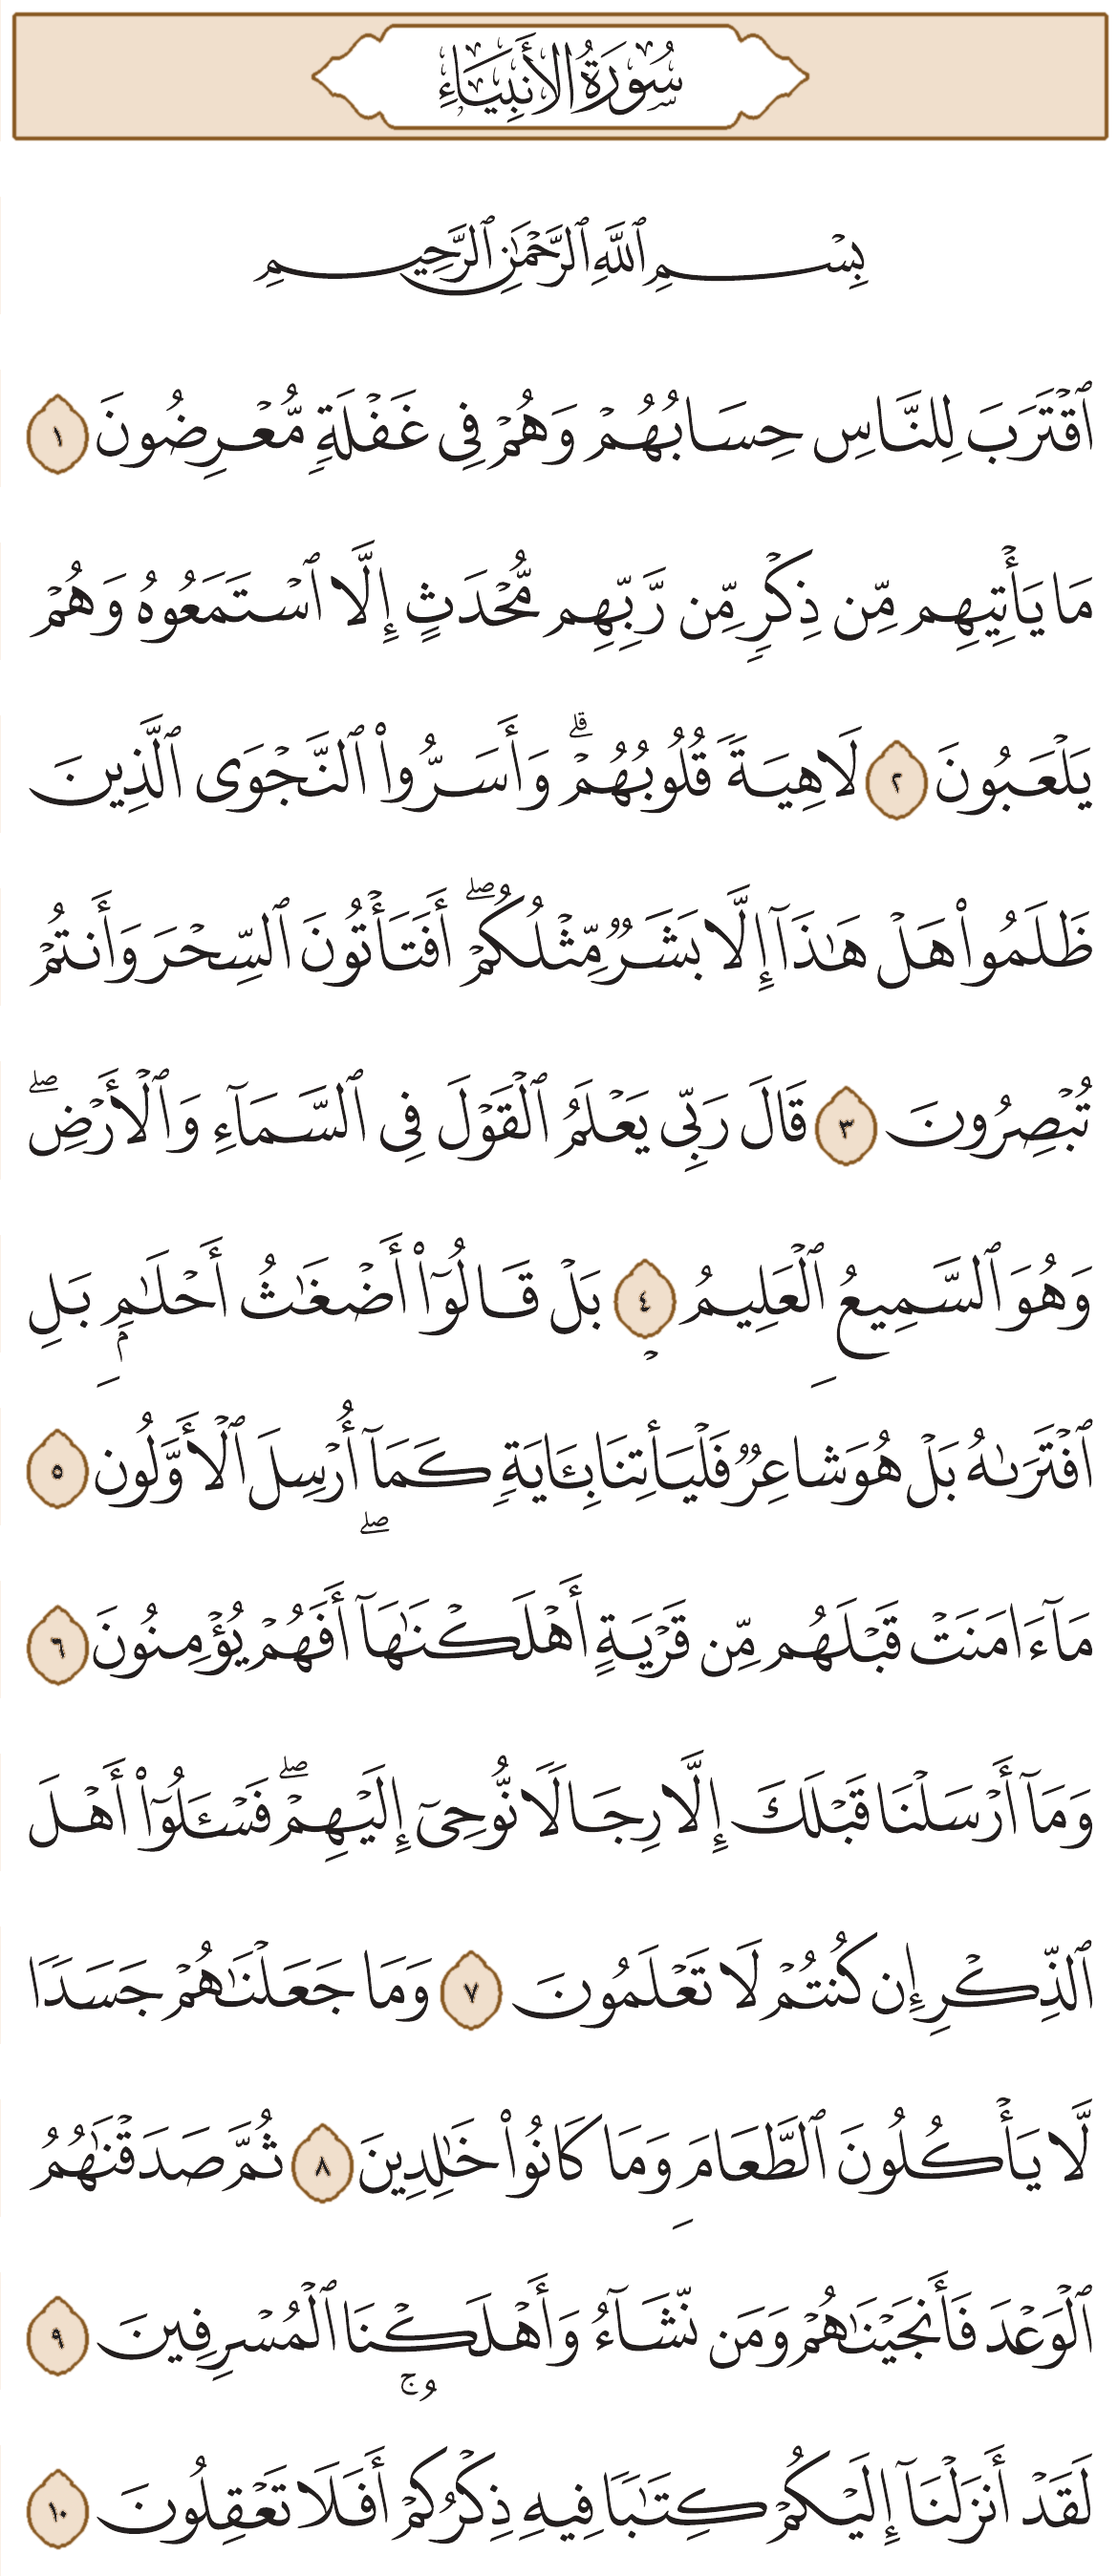 سُورَةُ الأَنبِيَاءِ
بِسۡمِ ٱللَّهِ ٱلرَّحۡمَٰنِ ٱلرَّحِيمِ
ٱقۡتَرَبَ لِلنَّاسِ حِسَابُهُمۡ وَهُمۡ فِي غَفۡلَةٖ مُّعۡرِضُونَ ١
مَا يَأۡتِيهِم مِّن ذِكۡرٖ مِّن رَّبِّهِم مُّحۡدَثٍ إِلَّا ٱسۡتَمَعُوهُ وَهُمۡ
يَلۡعَبُونَ ٢ لَاهِيَةٗ قُلُوبُهُمۡۗ وَأَسَرُّواْ ٱلنَّجۡوَى ٱلَّذِينَ
ظَلَمُواْ هَلۡ هَٰذَآ إِلَّا بَشَرٞ مِّثۡلُكُمۡۖ أَفَتَأۡتُونَ ٱلسِّحۡرَ وَأَنتُمۡ
تُبۡصِرُونَ ٣ قَالَ رَبِّي يَعۡلَمُ ٱلۡقَوۡلَ فِي ٱلسَّمَآءِ وَٱلۡأَرۡضِۖ
وَهُوَ ٱلسَّمِيعُ ٱلۡعَلِيمُ ٤ بَلۡ قَالُوٓاْ أَضۡغَٰثُ أَحۡلَٰمِۭ بَلِ
ٱفۡتَرَىٰهُ بَلۡ هُوَ شَاعِرٞ فَلۡيَأۡتِنَا بِـَٔايَةٖ كَمَآ أُرۡسِلَ ٱلۡأَوَّلُونَ ٥
مَآ ءَامَنَتۡ قَبۡلَهُم مِّن قَرۡيَةٍ أَهۡلَكۡنَٰهَآۖ أَفَهُمۡ يُؤۡمِنُونَ ٦
وَمَآ أَرۡسَلۡنَا قَبۡلَكَ إِلَّا رِجَالٗا نُّوحِيٓ إِلَيۡهِمۡۖ فَسۡـَٔلُوٓاْ أَهۡلَ
ٱلذِّكۡرِ إِن كُنتُمۡ لَا تَعۡلَمُونَ ٧ وَمَا جَعَلۡنَٰهُمۡ جَسَدٗا
لَّا يَأۡكُلُونَ ٱلطَّعَامَ وَمَا كَانُواْ خَٰلِدِينَ ٨ ثُمَّ صَدَقۡنَٰهُمُ
ٱلۡوَعۡدَ فَأَنجَيۡنَٰهُمۡ وَمَن نَّشَآءُ وَأَهۡلَكۡنَا ٱلۡمُسۡرِفِينَ ٩
لَقَدۡ أَنزَلۡنَآ إِلَيۡكُمۡ كِتَٰبٗا فِيهِ ذِكۡرُكُمۡۚ أَفَلَا تَعۡقِلُونَ ١٠